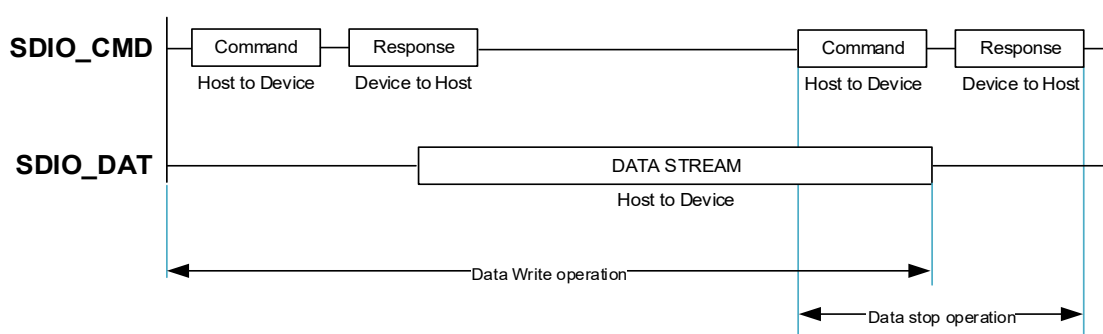 SDIO_CMD
Command
Response
Command
Response
Host to Device
Device to Host
Host to Device
Device to Host
SDIO_DAT
DATA STREAM
Host to Device
Data Write operation
Data stop operation